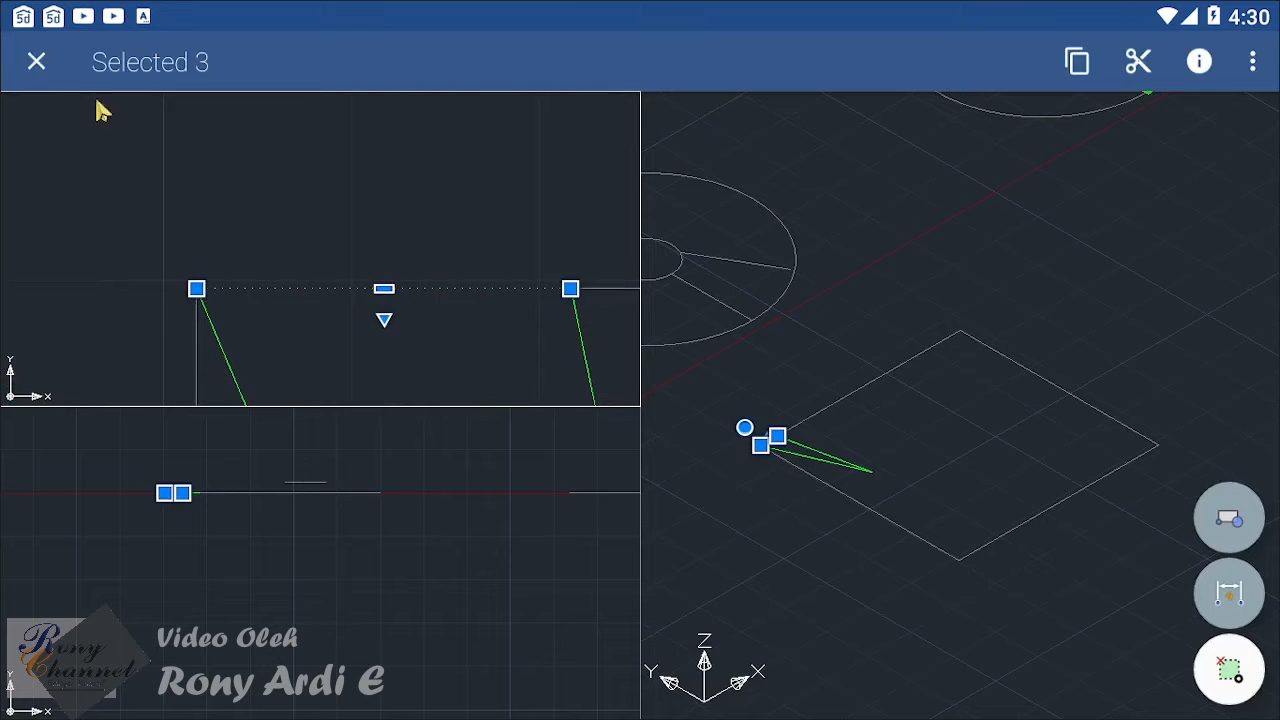 4:30
Selected 3
Y
X
Rony
Channel
Video Oleh
Rony Ardi E
Z
Y
X